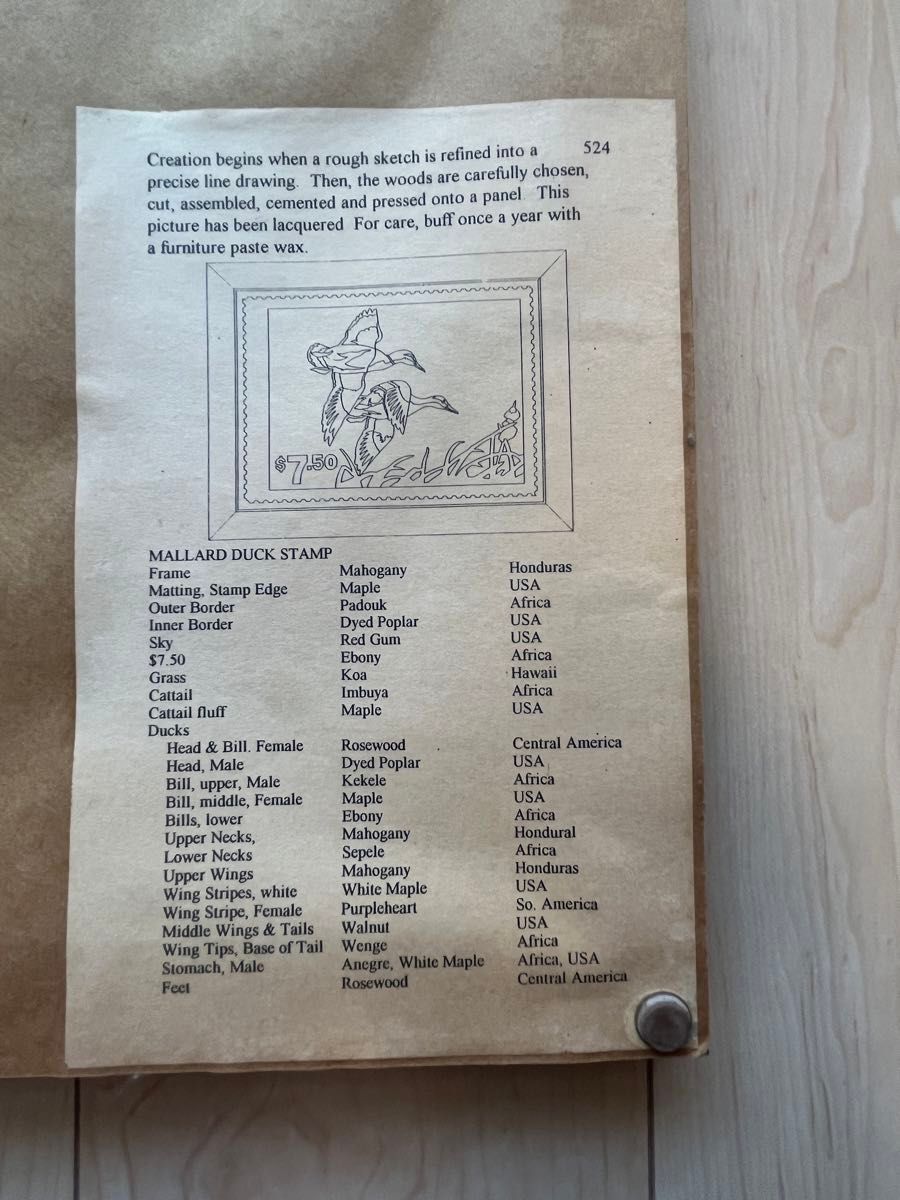 Creation begins when a rough sketch is refined into a 524
precise line drawing. Then, the woods are carefully chosen,
cut, assembled, cemented and pressed onto a panel This
picture has been lacquered For care, buff once a year with
a furniture paste wax.
$7.50
MALLARD DUCK STAMP
Frame Mahogany Honduras
Matting, Stamp Edge Maple USA
Outer Border Padouk Africa
Inner Border Dyed Poplar USA
Sky Red Gum USA
$7.50 Ebony Africa
Grass Koa Hawaii
Cattail Imbuya Africa
Cattail fluff Maple USA
Ducks
Head & Bill. Female Rosewood Central America
Head, Male Dyed Poplar USA
Bill, upper, Male Kekele Africa
Bill, middle, Female Maple USA
Bills, lower Ebony Africa
Upper Necks, Mahogany Hondural
Lower Necks Sepele Africa
Upper Wings Mahogany Honduras
Wing Stripes, white White Maple USA
Wing Stripe, Female Purpleheart So. America
Middle Wings & Tails Walnut USA
Wing Tips, Base of Tail Wenge Africa
Stomach, Male Anegre, White Maple Africa, USA
Feet Rosewood Central America